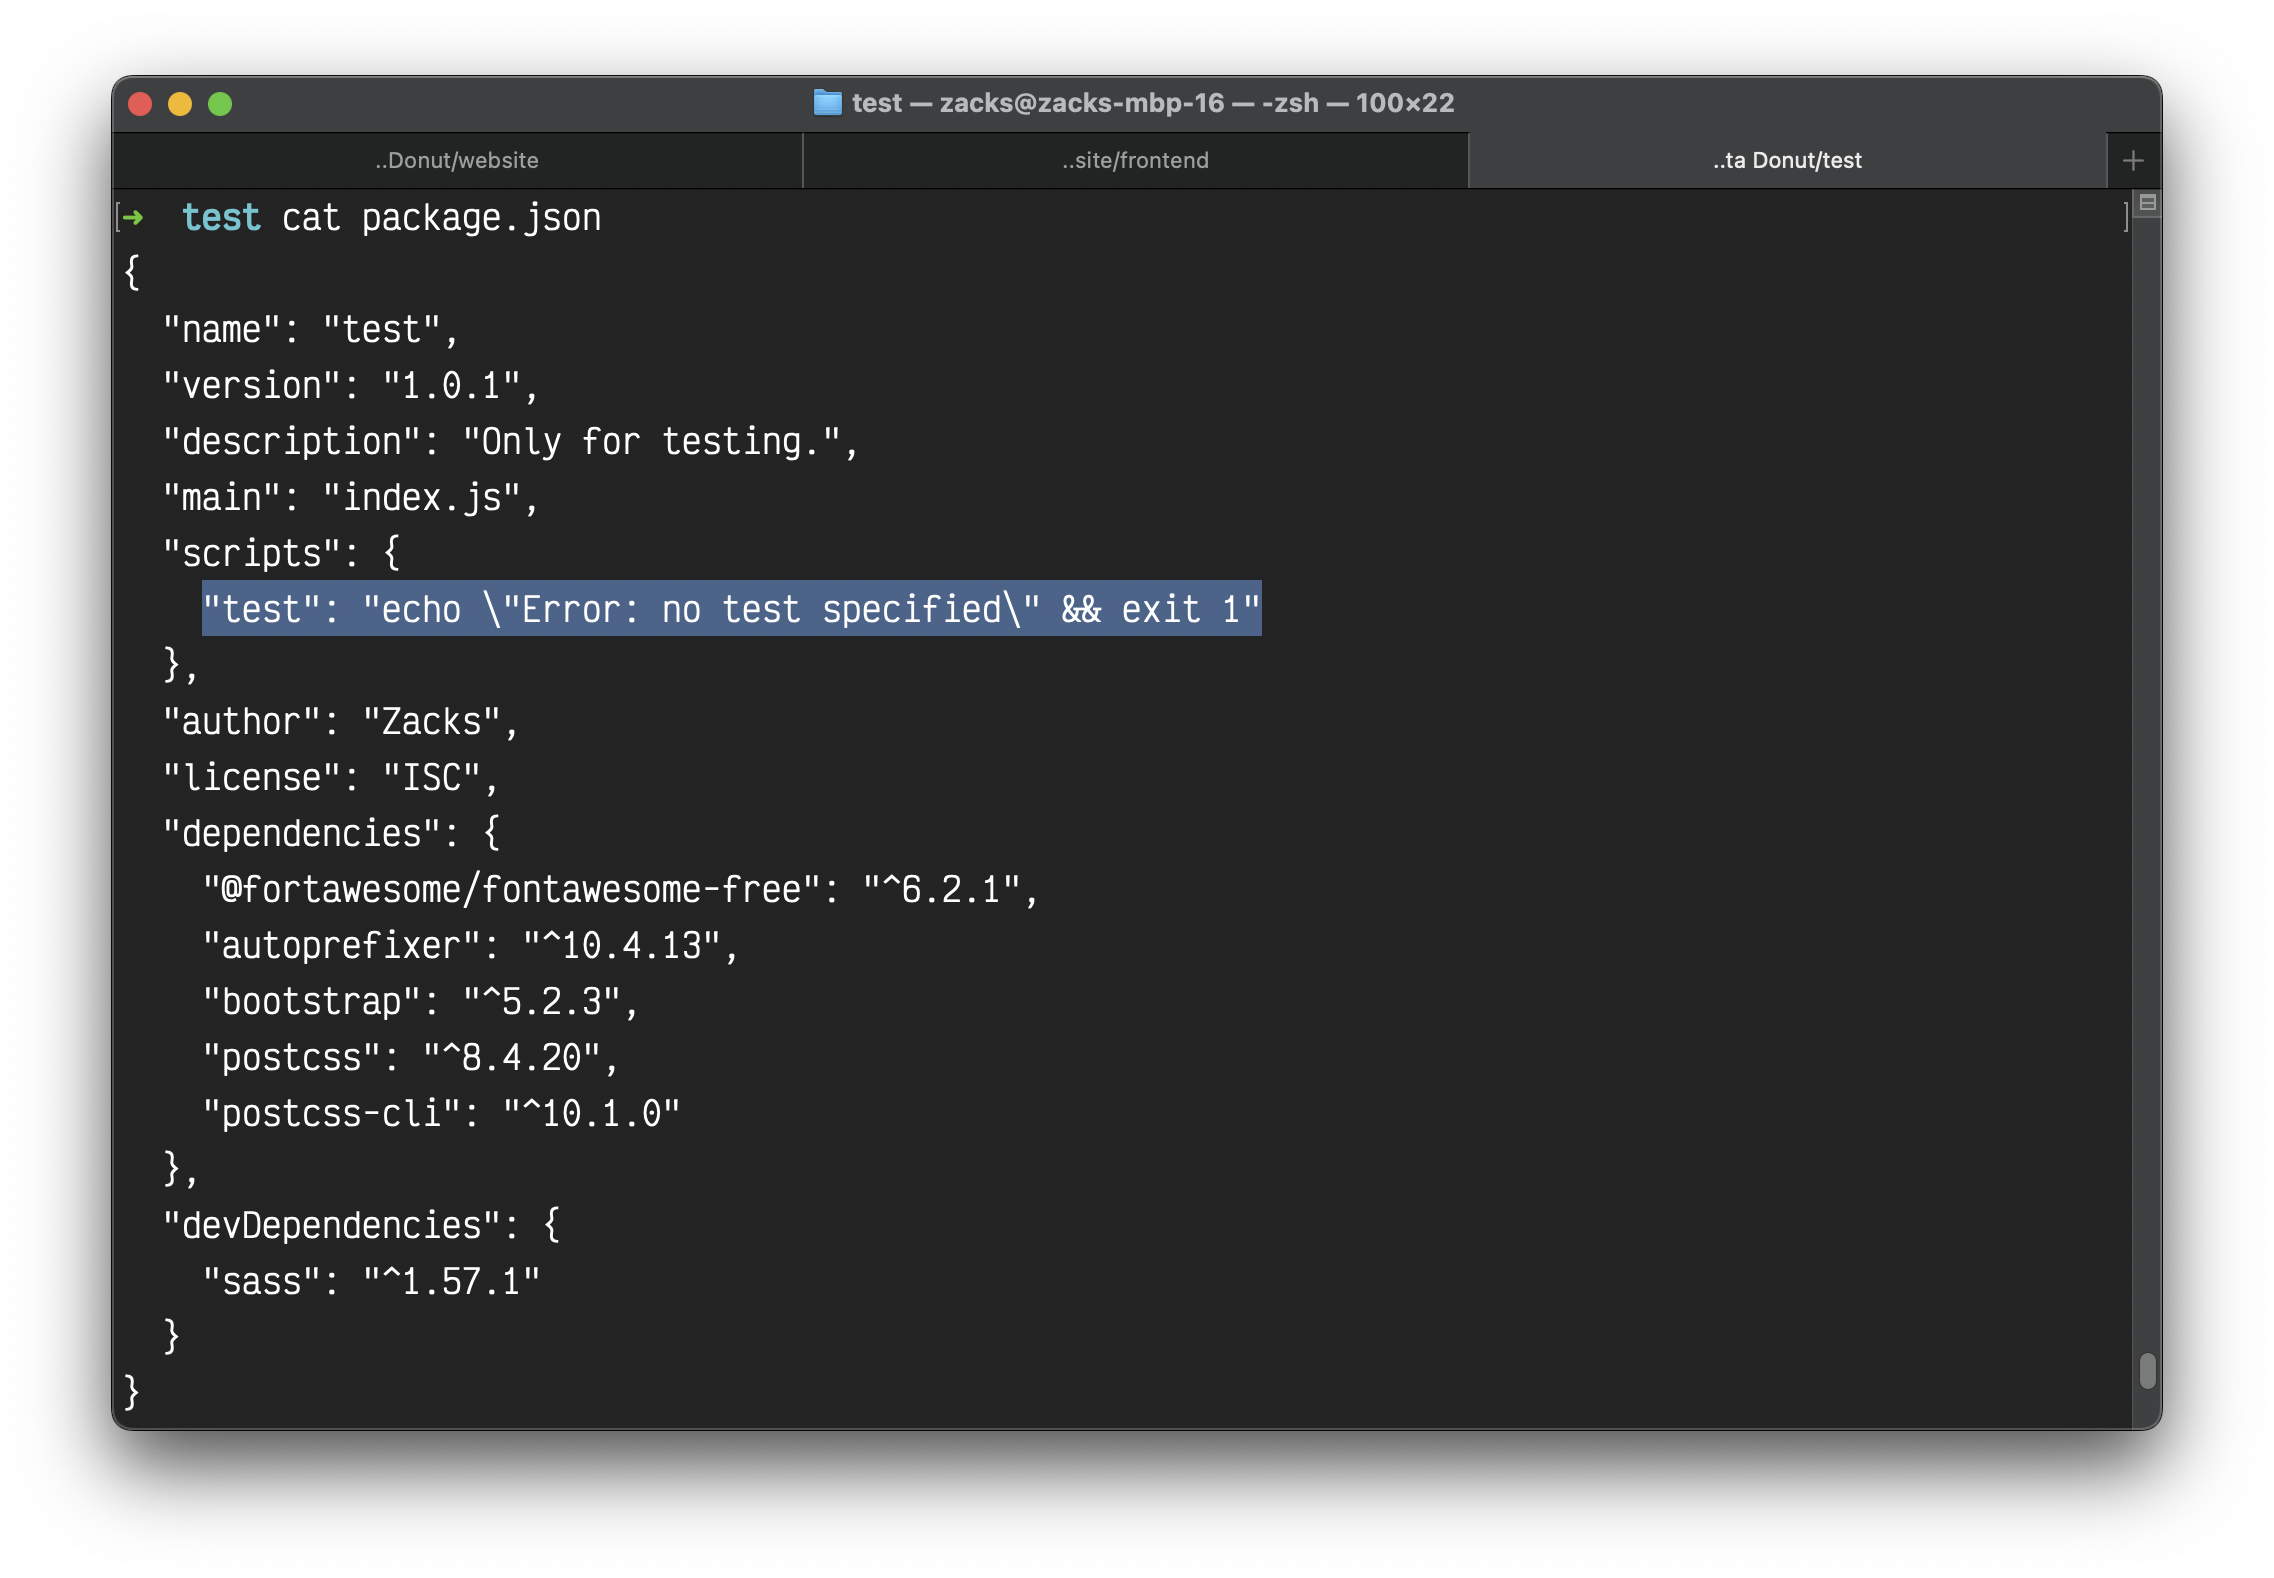 test — zacks@zacks-mbp-16 — -zsh — 100×22
..Donut/website ..site/frontend ..ta Donut/test
➜  test cat package.json
{
  "name": "test",
  "version": "1.0.1",
  "description": "Only for testing.",
  "main": "index.js",
  "scripts": {
    "test": "echo \"Error: no test specified\" && exit 1"
  },
  "author": "Zacks",
  "license": "ISC",
  "dependencies": {
    "@fortawesome/fontawesome-free": "^6.2.1",
    "autoprefixer": "^10.4.13",
    "bootstrap": "^5.2.3",
    "postcss": "^8.4.20",
    "postcss-cli": "^10.1.0"
  },
  "devDependencies": {
    "sass": "^1.57.1"
  }
}